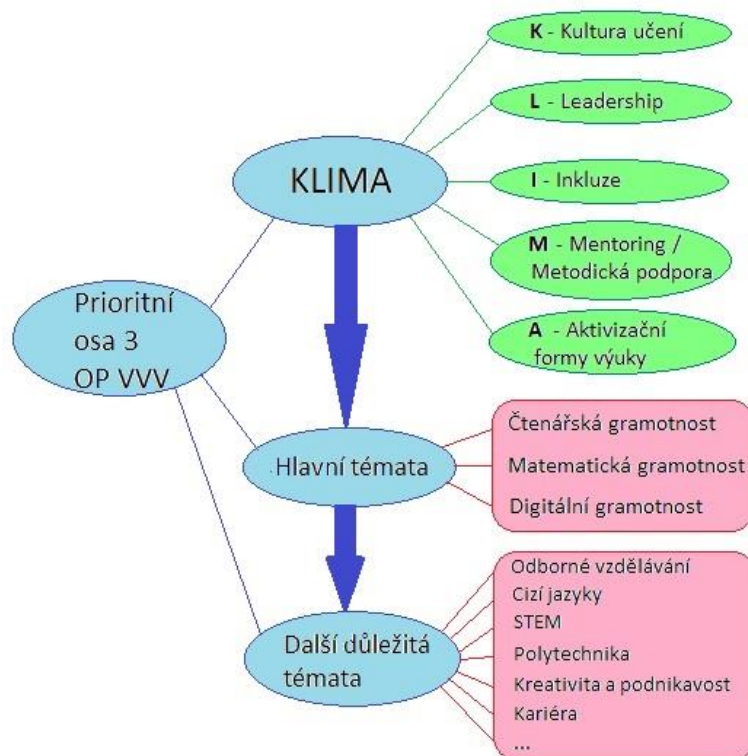 K - Kultura učení
L - Leadership
KLIMA
I - Inkluze
M - Mentoring /
Metodická podpora
A - Aktivizační
formy výuky
Prioritní
osa 3
OP VVV
Hlavní témata
Čtenářská gramotnost
Matematická gramotnost
Digitální gramotnost
Další důležitá
témata
Odborné vzdělávání
Cizí jazyky
STEM
Polytechnika
Kreativita a podnikavost
Kariéra
...